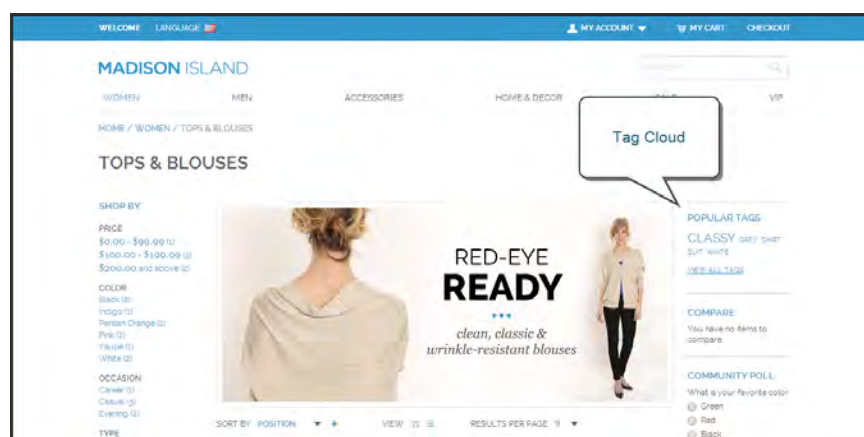 WELCOME LANGUAGE
MY ACCOUNT MY CART CHECKOUT
MADISON ISLAND
WOMEN MEN ACCESSORIES HOME & DECOR VIP
Tag Cloud
HOME / WOMEN / TOPS & BLOUSES
TOPS & BLOUSES
SHOP BY
PRICE
$0.00 - $99.99 (1)
$100.00 - $199.99 (3)
$200.00 and above (2)
COLOR
Black (2)
Indigo (1)
Persian Orange (2)
Pink (2)
Taupe (1)
White (2)
OCCASION
Career (1)
Casual (3)
Evening (2)
TYPE
RED-EYE
READY
clean, classic &
wrinkle-resistant blouses
SORT BY POSITION VIEW RESULTS PER PAGE 9
POPULAR TAGS
CLASSY GREY SHIRT
SUIT WHITE
VIEW ALL TAGS
COMPARE
You have no items to
compare.
COMMUNITY POLL
What is your favorite color
Green
Red
Black